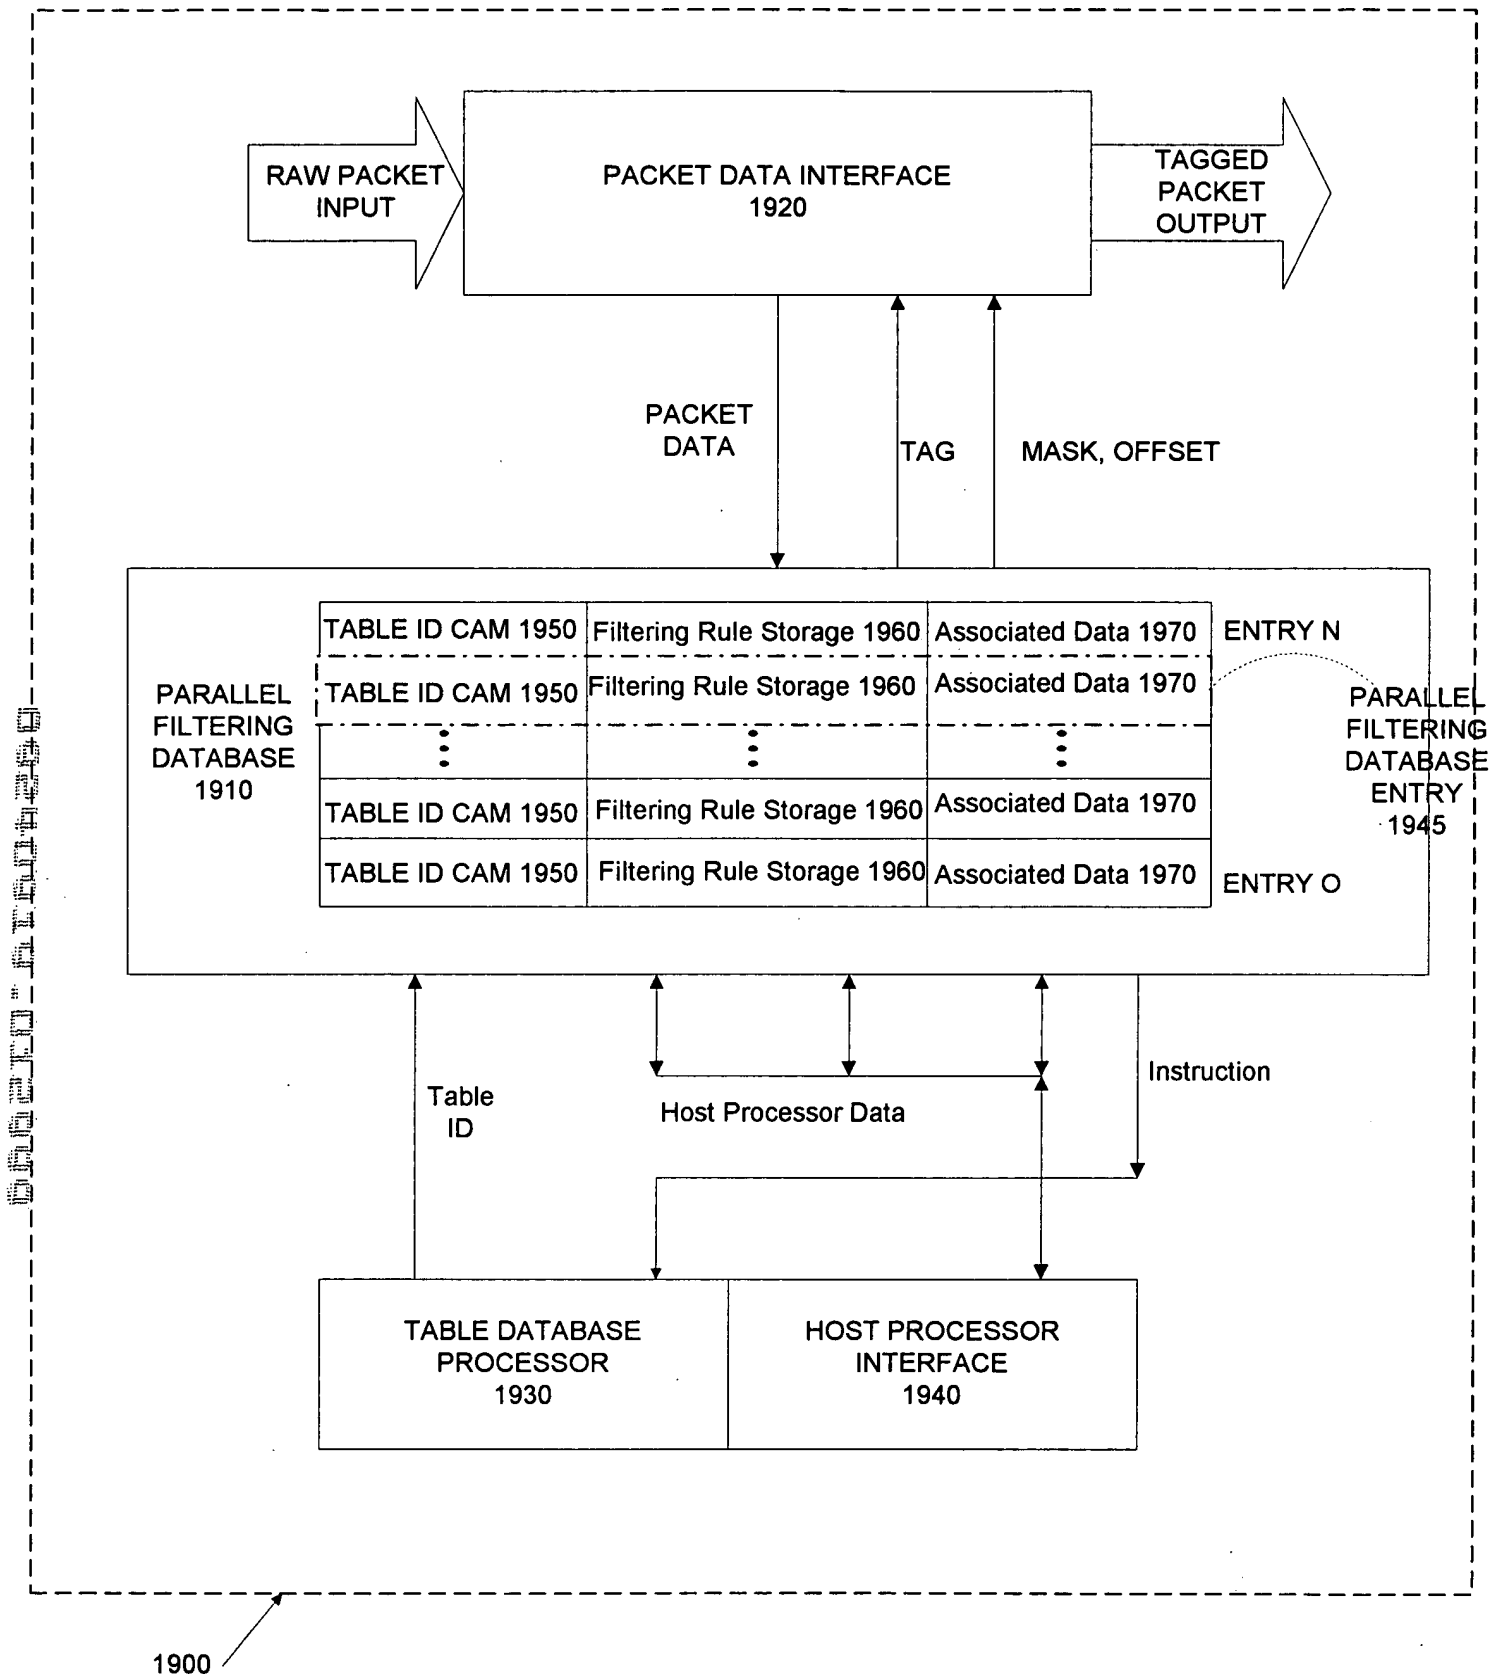 RAW PACKET
INPUT
PACKET DATA INTERFACE
1920
TAGGED
PACKET
OUTPUT
PACKET
DATA
TAG
MASK, OFFSET
PARALLEL
FILTERING
DATABASE
1910
TABLE ID CAM 1950 Filtering Rule Storage 1960 Associated Data 1970
ENTRY N
TABLE ID CAM 1950 Filtering Rule Storage 1960 Associated Data 1970
PARALLEL
FILTERING
DATABASE
ENTRY
1945
TABLE ID CAM 1950 Filtering Rule Storage 1960 Associated Data 1970
TABLE ID CAM 1950 Filtering Rule Storage 1960 Associated Data 1970
ENTRY O
Table
ID
Host Processor Data
Instruction
TABLE DATABASE
PROCESSOR
1930
HOST PROCESSOR
INTERFACE
1940
1900